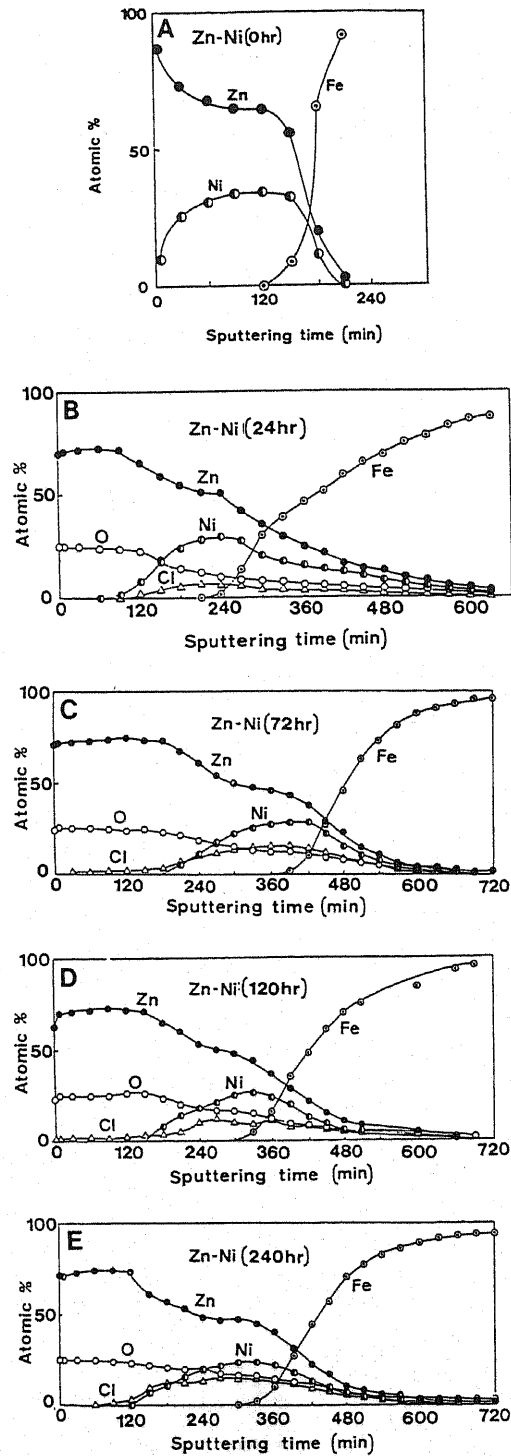 A
Zn-Ni (0hr)
100
50
0
Atomic %
Zn
Fe
Ni
0 120 240
Sputtering time (min)
B
Zn-Ni (24hr)
100
50
0
Atomic %
Zn
Fe
Ni
O
Cl
0 120 240 360 480 600
Sputtering time (min)
C
Zn-Ni (72hr)
100
50
0
Atomic %
Zn
Fe
O
Ni
Cl
0 120 240 360 480 600 720
Sputtering time (min)
D
Zn-Ni (120hr)
100
50
0
Atomic %
Zn
Fe
O
Ni
Cl
0 120 240 360 480 600 720
Sputtering time (min)
E
Zn-Ni (240hr)
100
50
0
Atomic %
Zn
Fe
O
Ni
Cl
0 120 240 360 480 600 720
Sputtering time (min)